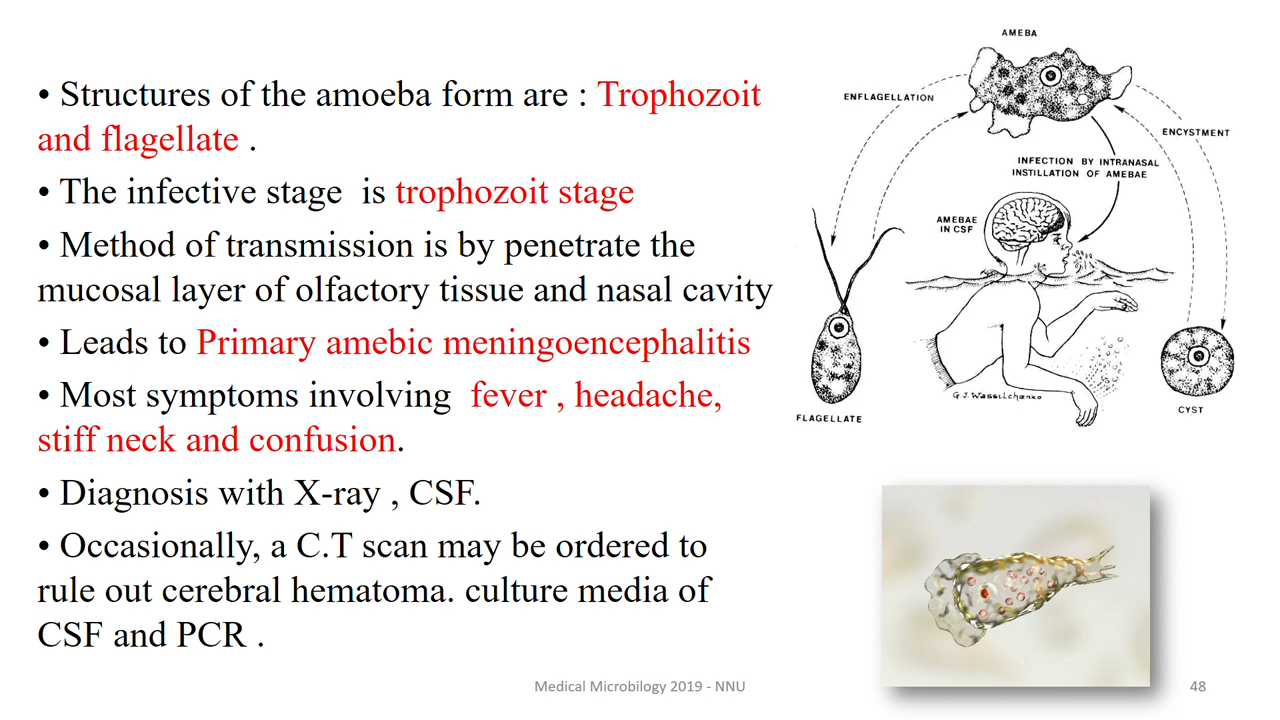 • Structures of the amoeba form are : Trophozoit
and flagellate .
• The infective stage  is trophozoit stage
• Method of transmission is by penetrate the
mucosal layer of olfactory tissue and nasal cavity
• Leads to Primary amebic meningoencephalitis
• Most symptoms involving  fever , headache,
stiff neck and confusion.
• Diagnosis with X-ray , CSF.
• Occasionally, a C.T scan may be ordered to
rule out cerebral hematoma. culture media of
CSF and PCR .
AMEBA
ENFLAGELLATION
ENCYSTMENT
INFECTION BY INTRANASAL
INSTILLATION OF AMEBAE
AMEBAE
IN CSF
G.J. Wassilchenko
FLAGELLATE
CYST
Medical Microbilogy 2019 - NNU
48